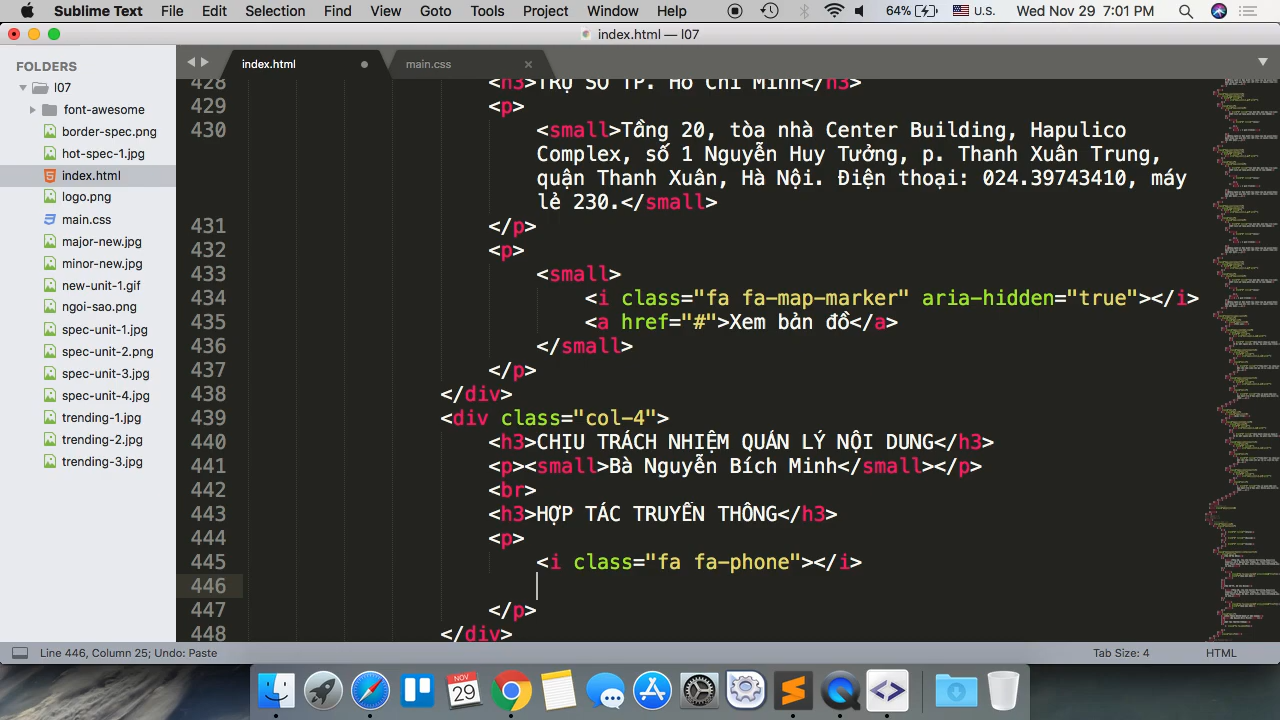 Sublime Text File Edit Selection Find View Goto Tools Project Window Help 64% U.S. Wed Nov 29 7:01 PM
index.html — l07
FOLDERS
l07
font-awesome
border-spec.png
hot-spec-1.jpg
index.html
logo.png
main.css
major-new.jpg
minor-new.jpg
new-unit-1.gif
ngoi-sao.png
spec-unit-1.jpg
spec-unit-2.png
spec-unit-3.jpg
spec-unit-4.jpg
trending-1.jpg
trending-2.jpg
trending-3.jpg
index.html main.css
428 <h3>TRỤ SỞ TP. Hồ Chí Minh</h3>
429 <p>
430 <small>Tầng 20, tòa nhà Center Building, Hapulico
Complex, số 1 Nguyễn Huy Tưởng, p. Thanh Xuân Trung,
quận Thanh Xuân, Hà Nội. Điện thoại: 024.39743410, máy
lẻ 230.</small>
431 </p>
432 <p>
433 <small>
434 <i class="fa fa-map-marker" aria-hidden="true"></i>
435 <a href="#">Xem bản đồ</a>
436 </small>
437 </p>
438 </div>
439 <div class="col-4">
440 <h3>CHỊU TRÁCH NHIỆM QUẢN LÝ NỘI DUNG</h3>
441 <p><small>Bà Nguyễn Bích Minh</small></p>
442 <br>
443 <h3>HỢP TÁC TRUYỀN THÔNG</h3>
444 <p>
445 <i class="fa fa-phone"></i>
446
447 </p>
448 </div>
Line 446, Column 25; Undo: Paste Tab Size: 4 HTML
NOV
29